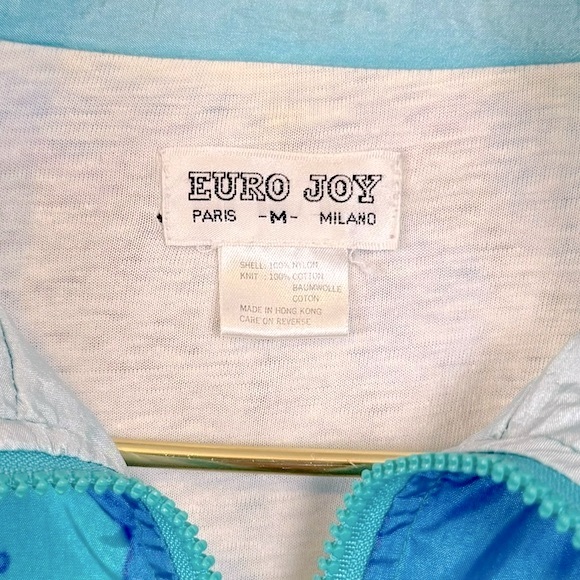 EURO JOY
PARIS -M- MILANO
SHELL: 100% NYLON
KNIT : 100% COTTON
BAUMWOLLE
COTON
MADE IN HONG KONG
CARE ON REVERSE